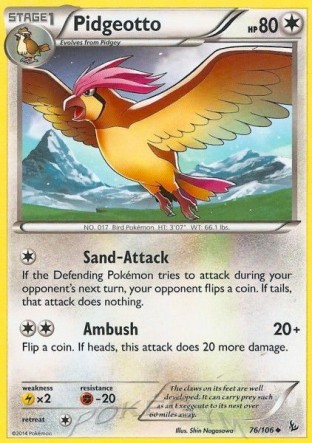 STAGE1
Pidgeotto
HP80
Evolves from Pidgey
NO. 017 Bird Pokémon HT: 3'07" WT: 66.1 lbs.
Sand-Attack
If the Defending Pokémon tries to attack during your
opponent's next turn, your opponent flips a coin. If tails,
that attack does nothing.
Ambush 20+
Flip a coin. If heads, this attack does 20 more damage.
weakness resistance
×2 -20
The claws on its feet are well
developed. It can carry prey such
as an Exeggcute to its nest over
60 miles away.
retreat
©2014 Pokémon
Illus. Shin Nagasawa
76/106